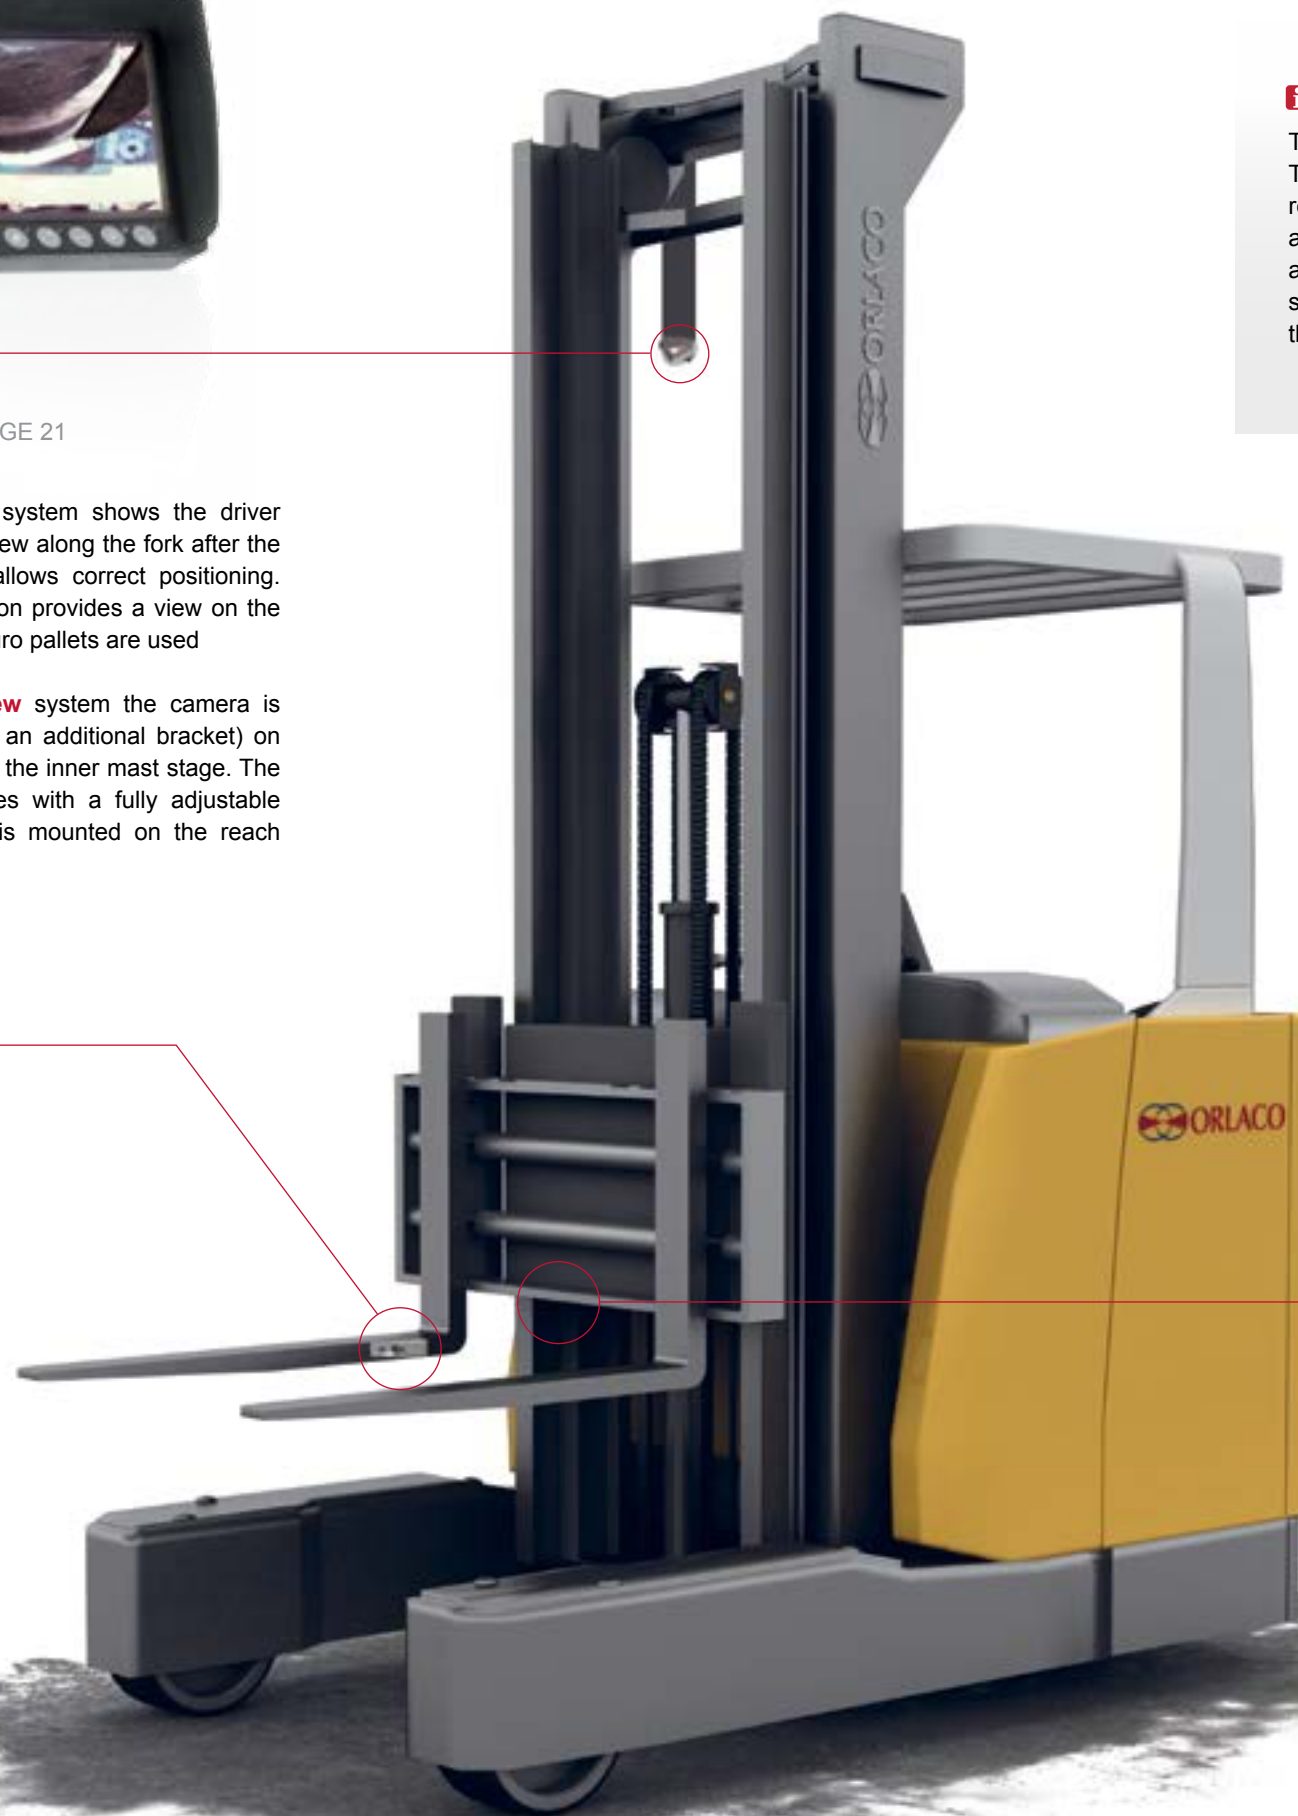 GE 21
system shows the driver
ew along the fork after the
allows correct positioning.
on provides a view on the
uro pallets are used
ew system the camera is
an additional bracket) on
the inner mast stage. The
es with a fully adjustable
is mounted on the reach
ORLACO
ORLACO
i
T
T
r
a
a
s
t